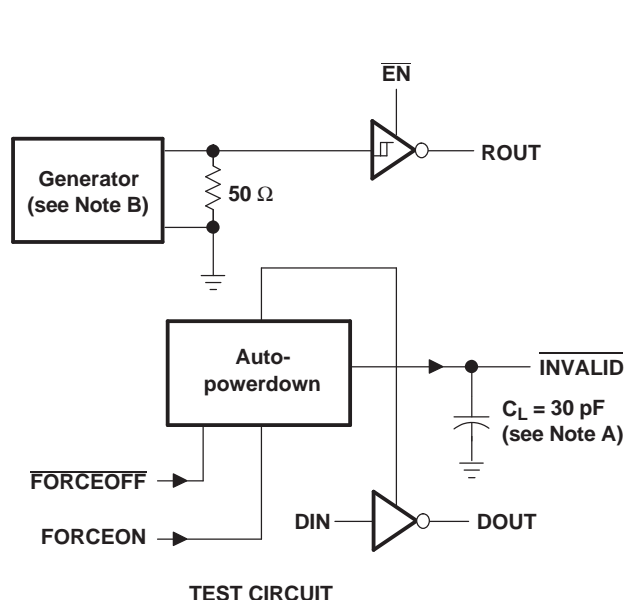 EN
ROUT
Generator
(see Note B)
50 Ω
Auto-
powerdown
INVALID
CL = 30 pF
(see Note A)
FORCEOFF
FORCEON
DIN
DOUT
TEST CIRCUIT